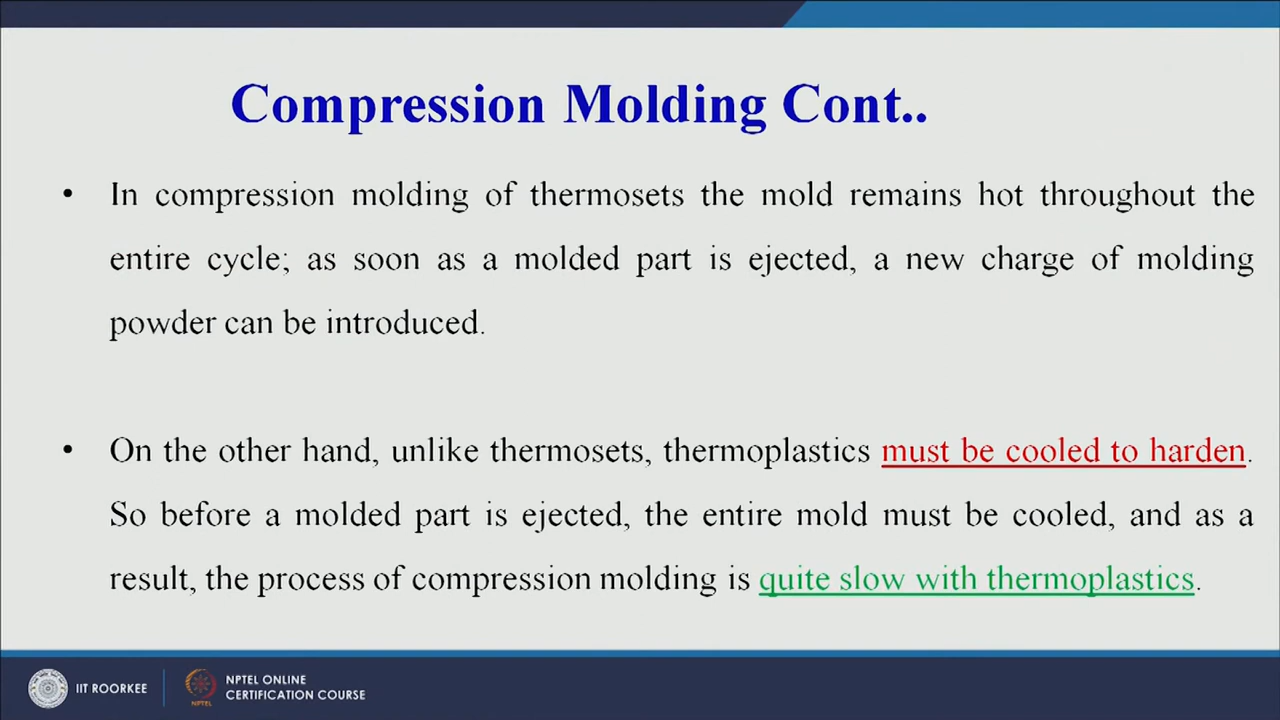 Compression Molding Cont..
• In compression molding of thermosets the mold remains hot throughout the
entire cycle; as soon as a molded part is ejected, a new charge of molding
powder can be introduced.
• On the other hand, unlike thermosets, thermoplastics must be cooled to harden.
So before a molded part is ejected, the entire mold must be cooled, and as a
result, the process of compression molding is quite slow with thermoplastics.
IIT ROORKEE
NPTEL ONLINE
CERTIFICATION COURSE
NPTEL